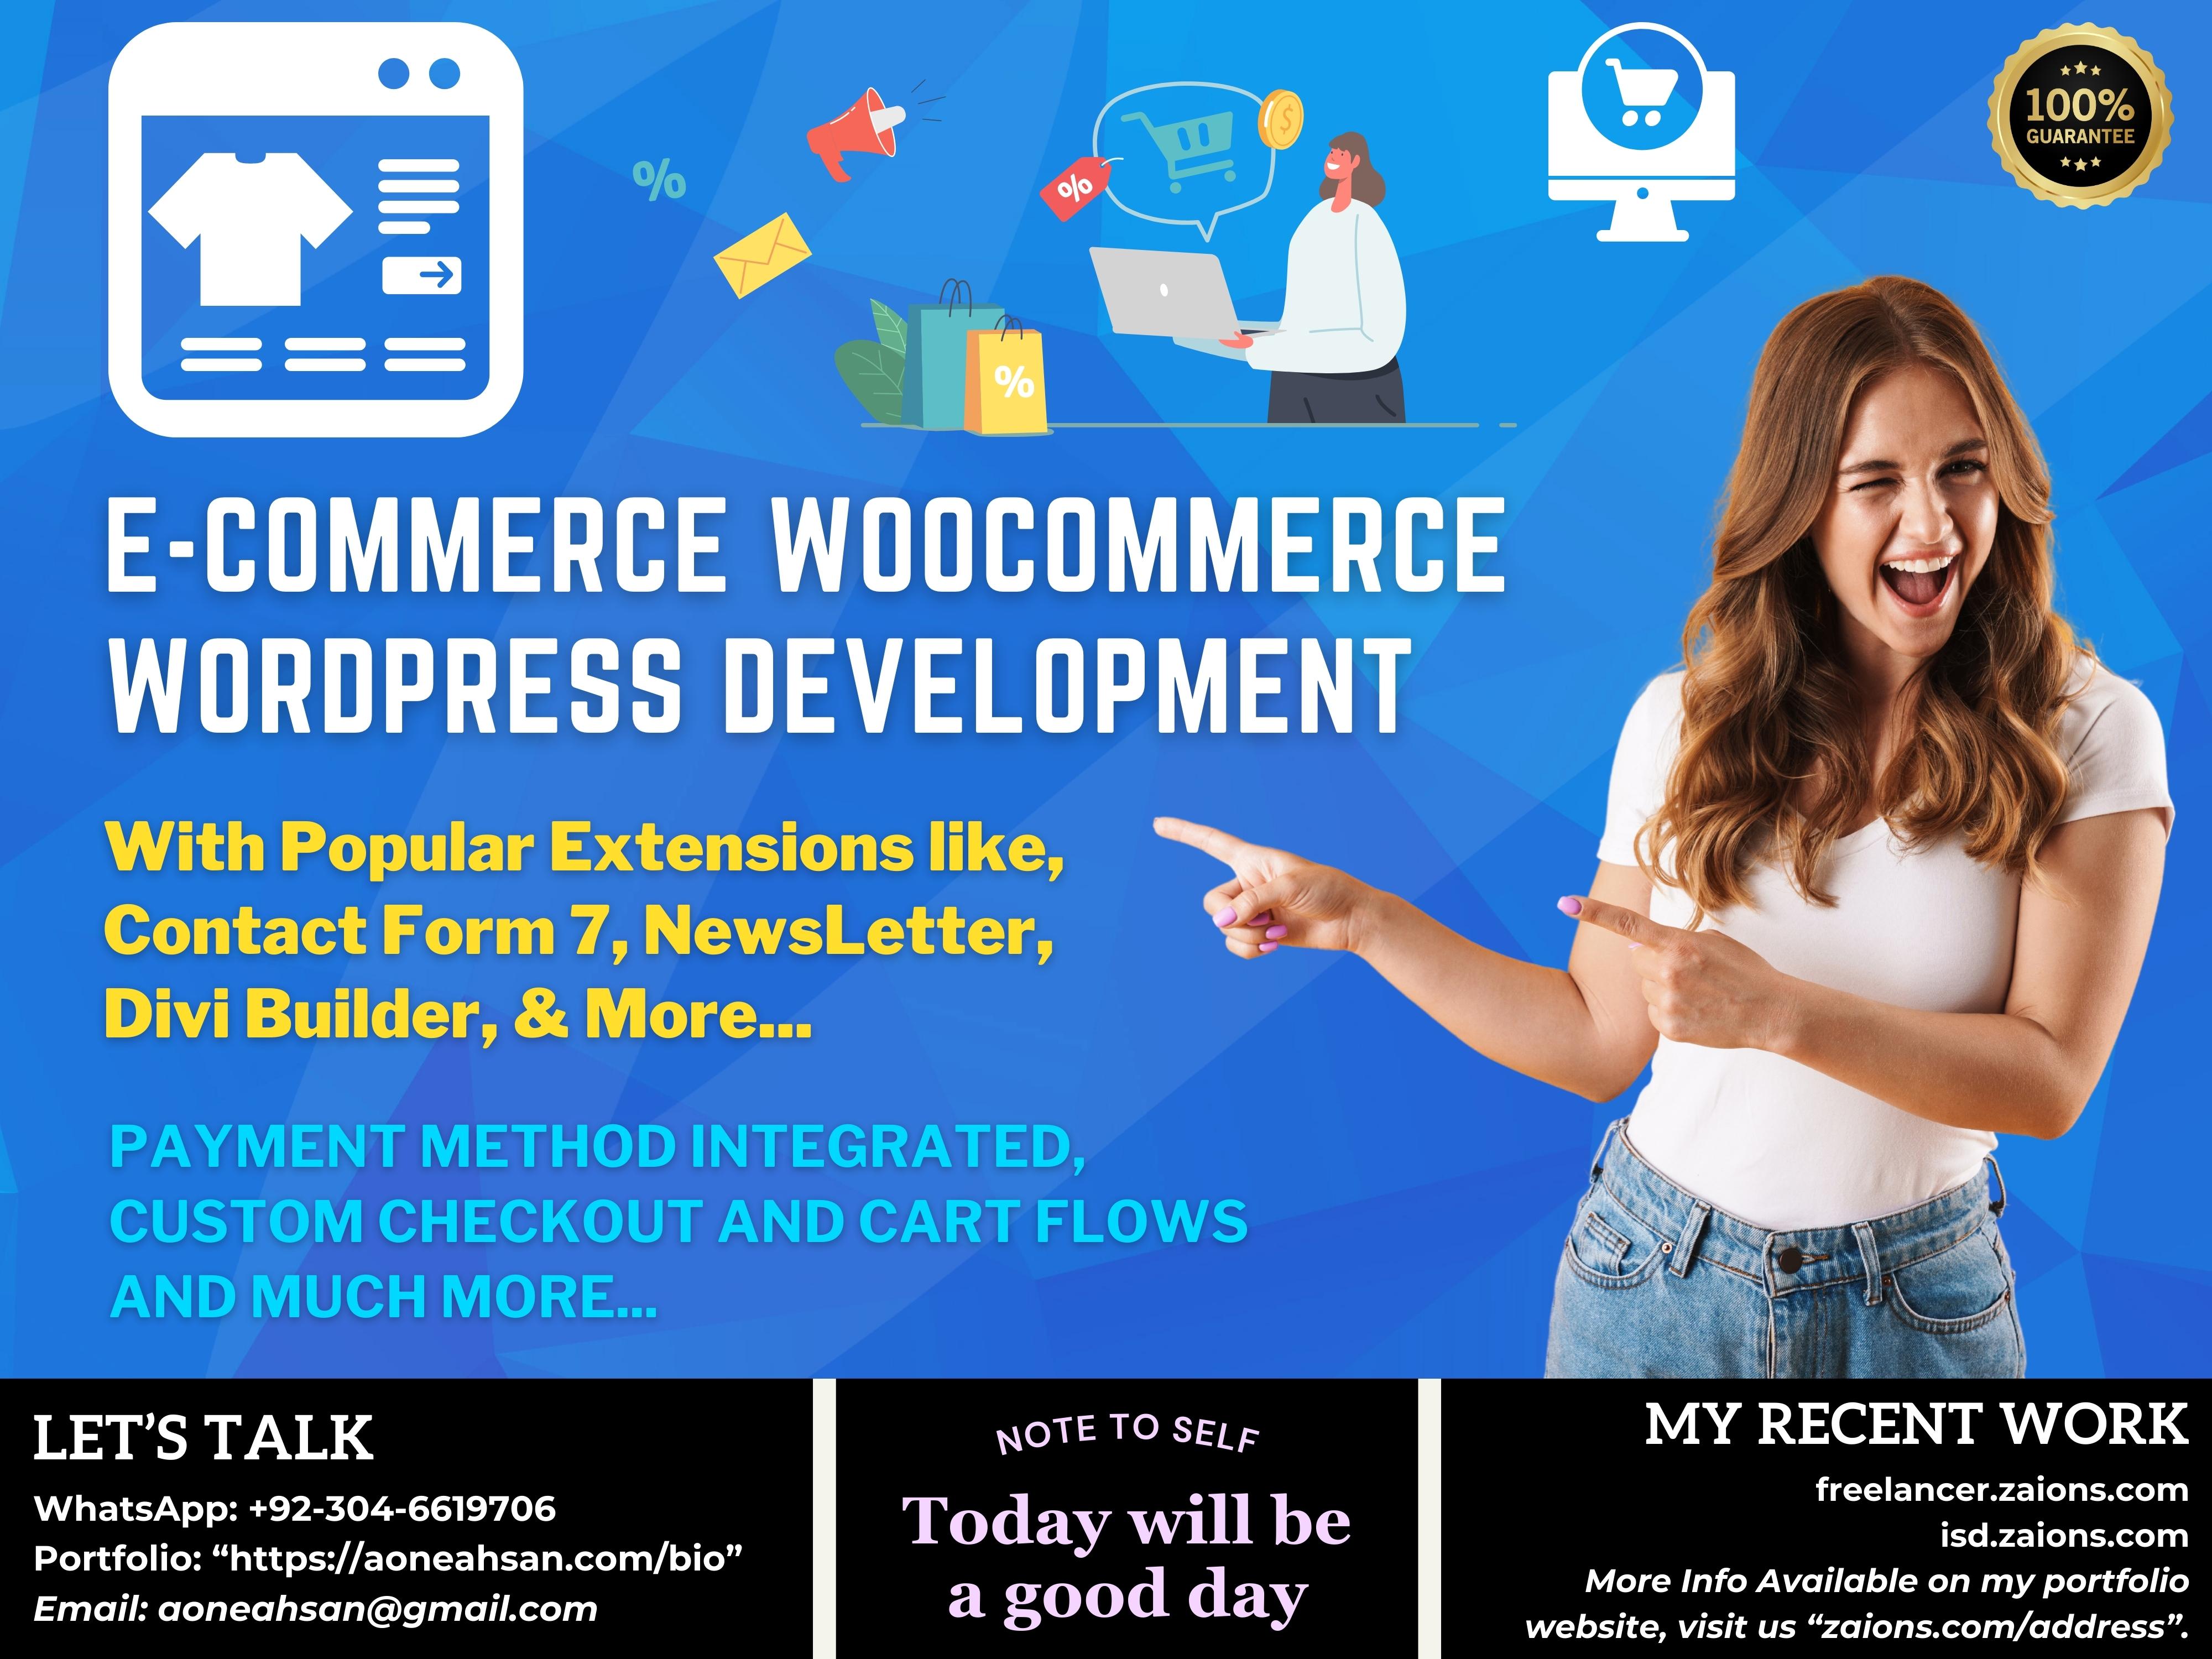 100%
GUARANTEE
%
%
%
$
E-COMMERCE WOOCOMMERCE
WORDPRESS DEVELOPMENT
With Popular Extensions like,
Contact Form 7, NewsLetter,
Divi Builder, & More...
PAYMENT METHOD INTEGRATED,
CUSTOM CHECKOUT AND CART FLOWS
AND MUCH MORE...
LET’S TALK
WhatsApp: +92-304-6619706
Portfolio: “https://aoneahsan.com/bio”
Email: aoneahsan@gmail.com
NOTE TO SELF
Today will be
a good day
MY RECENT WORK
freelancer.zaions.com
isd.zaions.com
More Info Available on my portfolio
website, visit us “zaions.com/address”.